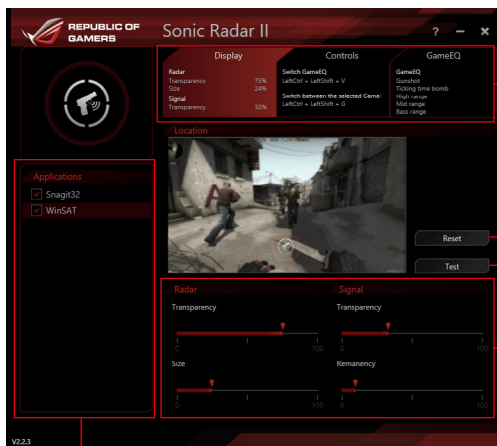 REPUBLIC OF
GAMERS
Sonic Radar II
? – ×
Display
Controls
GameEQ
Radar
Transparency 75%
Size 24%
Signal
Transparency 32%
Switch GameEQ
LeftCtrl + LeftShift + V
Switch between the selected Game
LeftCtrl + LeftShift + G
GameEQ
Gunshot
Ticking time bomb
High range
Mid range
Bass range
Applications
Snagit32
WinSAT
Location
Reset
Test
Radar
Signal
Transparency
Transparency
0 100
0 100
Size
Remanency
0 100
0 100
V2.2.3